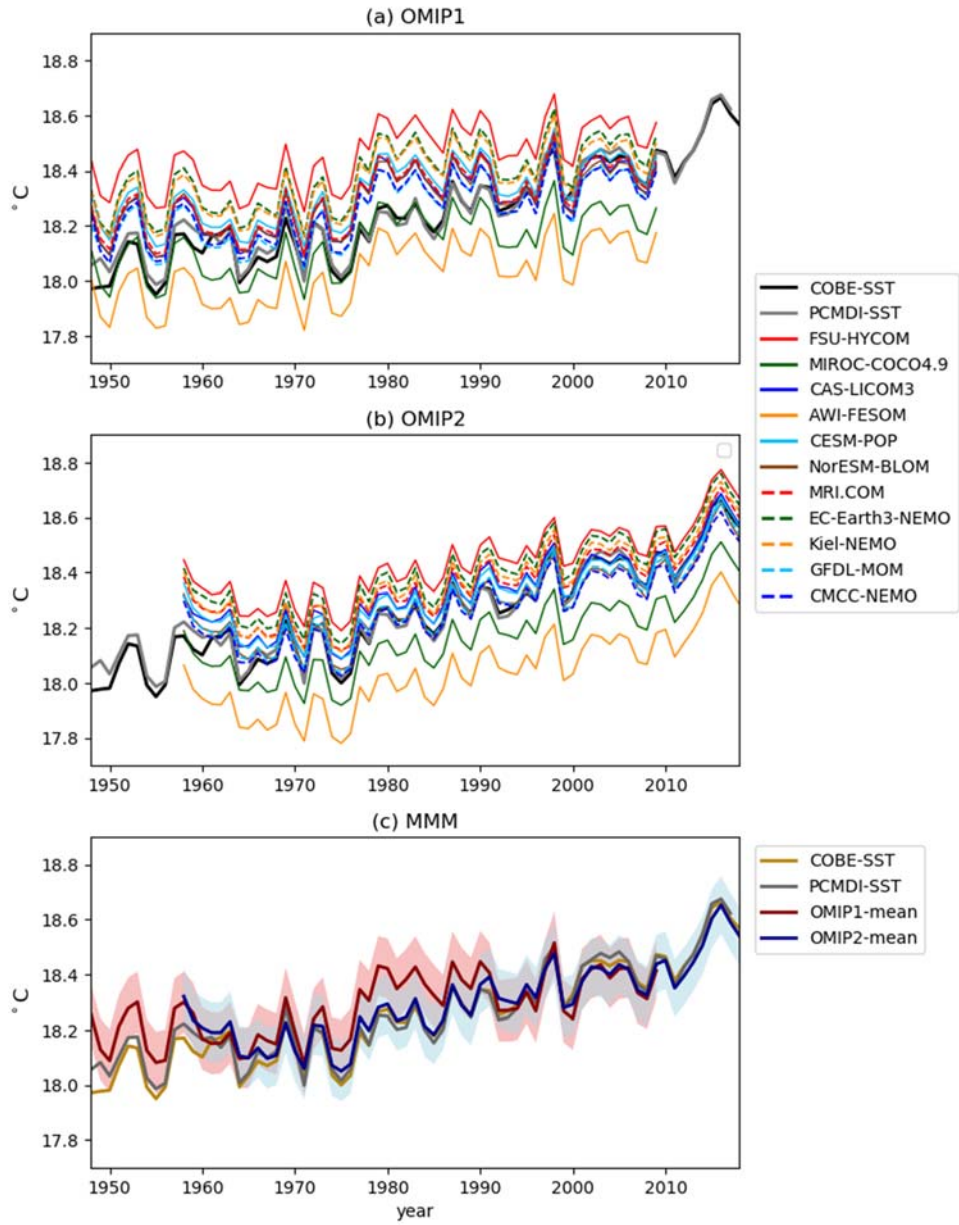 (a) OMIP1
18.8
18.6
18.4
18.2
18.0
17.8
°C
1950 1960 1970 1980 1990 2000 2010
(b) OMIP2
18.8
18.6
18.4
18.2
18.0
17.8
°C
1950 1960 1970 1980 1990 2000 2010
COBE-SST
PCMDI-SST
FSU-HYCOM
MIROC-COCO4.9
CAS-LICOM3
AWI-FESOM
CESM-POP
NorESM-BLOM
MRI.COM
EC-Earth3-NEMO
Kiel-NEMO
GFDL-MOM
CMCC-NEMO
(c) MMM
18.8
18.6
18.4
18.2
18.0
17.8
°C
1950 1960 1970 1980 1990 2000 2010
year
COBE-SST
PCMDI-SST
OMIP1-mean
OMIP2-mean